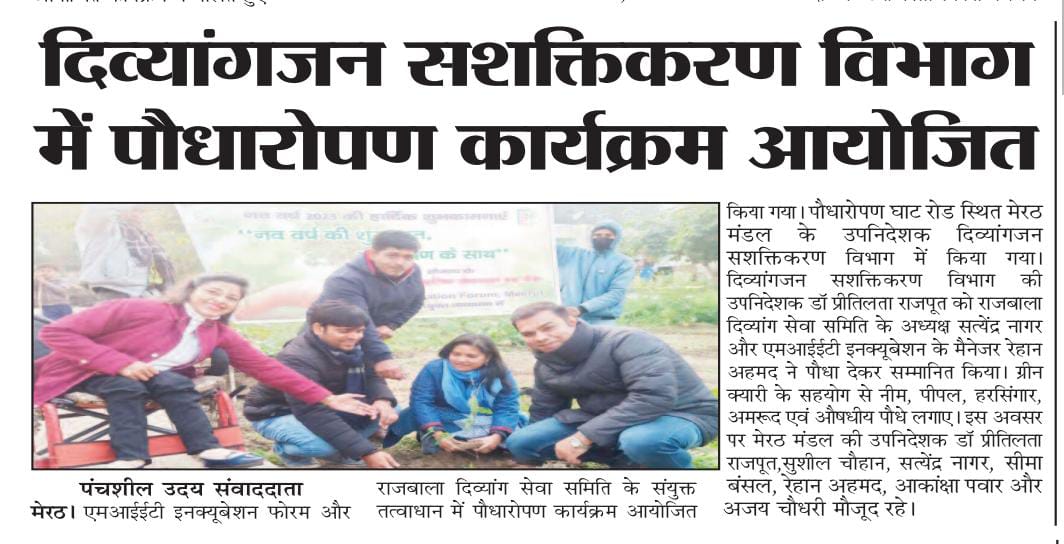 दिव्यांगजन सशक्तिकरण विभाग
में पौधारोपण कार्यक्रम आयोजित
नव वर्ष 2023 की हार्दिक शुभकामनाएं
"नव वर्ष की
के साथ"
ation Forum, Meerut
पंचशील उदय संवाददाता
मेरठ। एमआईईटी इनक्यूबेशन फोरम और
राजबाला दिव्यांग सेवा समिति के संयुक्त
तत्वाधान में पौधारोपण कार्यक्रम आयोजित
किया गया। पौधारोपण घाट रोड स्थित मेरठ
मंडल के उपनिदेशक दिव्यांगजन
सशक्तिकरण विभाग में किया गया।
दिव्यांगजन सशक्तिकरण विभाग की
उपनिदेशक डॉ प्रीतिलता राजपूत को राजबाला
दिव्यांग सेवा समिति के अध्यक्ष सत्येंद्र नागर
और एमआईईटी इनक्यूबेशन के मैनेजर रेहान
अहमद ने पौधा देकर सम्मानित किया। ग्रीन
क्यारी के सहयोग से नीम, पीपल, हरसिंगार,
अमरूद एवं औषधीय पौधे लगाए। इस अवसर
पर मेरठ मंडल की उपनिदेशक डॉ प्रीतिलता
राजपूत,सुशील चौहान, सत्येंद्र नागर, सीमा
बंसल, रेहान अहमद, आकांक्षा पवार और
अजय चौधरी मौजूद रहे।